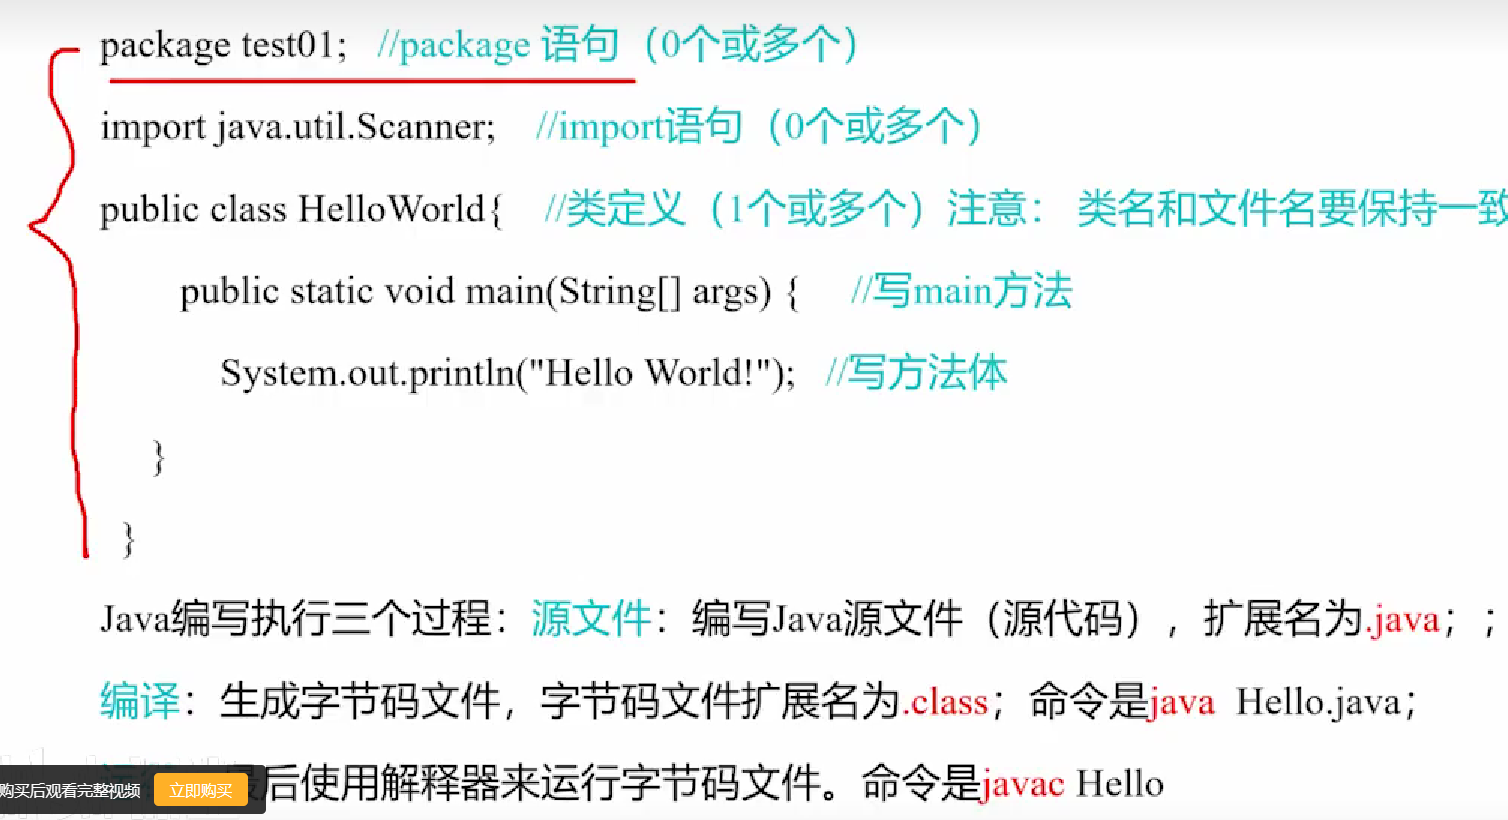 package test01; //package 语句（0个或多个）
import java.util.Scanner; //import语句（0个或多个）
public class HelloWorld{ //类定义（1个或多个）注意： 类名和文件名要保持一致
public static void main(String[] args) { //写main方法
System.out.println("Hello World!"); //写方法体
}
}
Java编写执行三个过程：源文件：编写Java源文件（源代码），扩展名为.java；；
编译：生成字节码文件，字节码文件扩展名为.class；命令是java Hello.java；
最后使用解释器来运行字节码文件。命令是javac Hello
购买后观看完整视频 立即购买